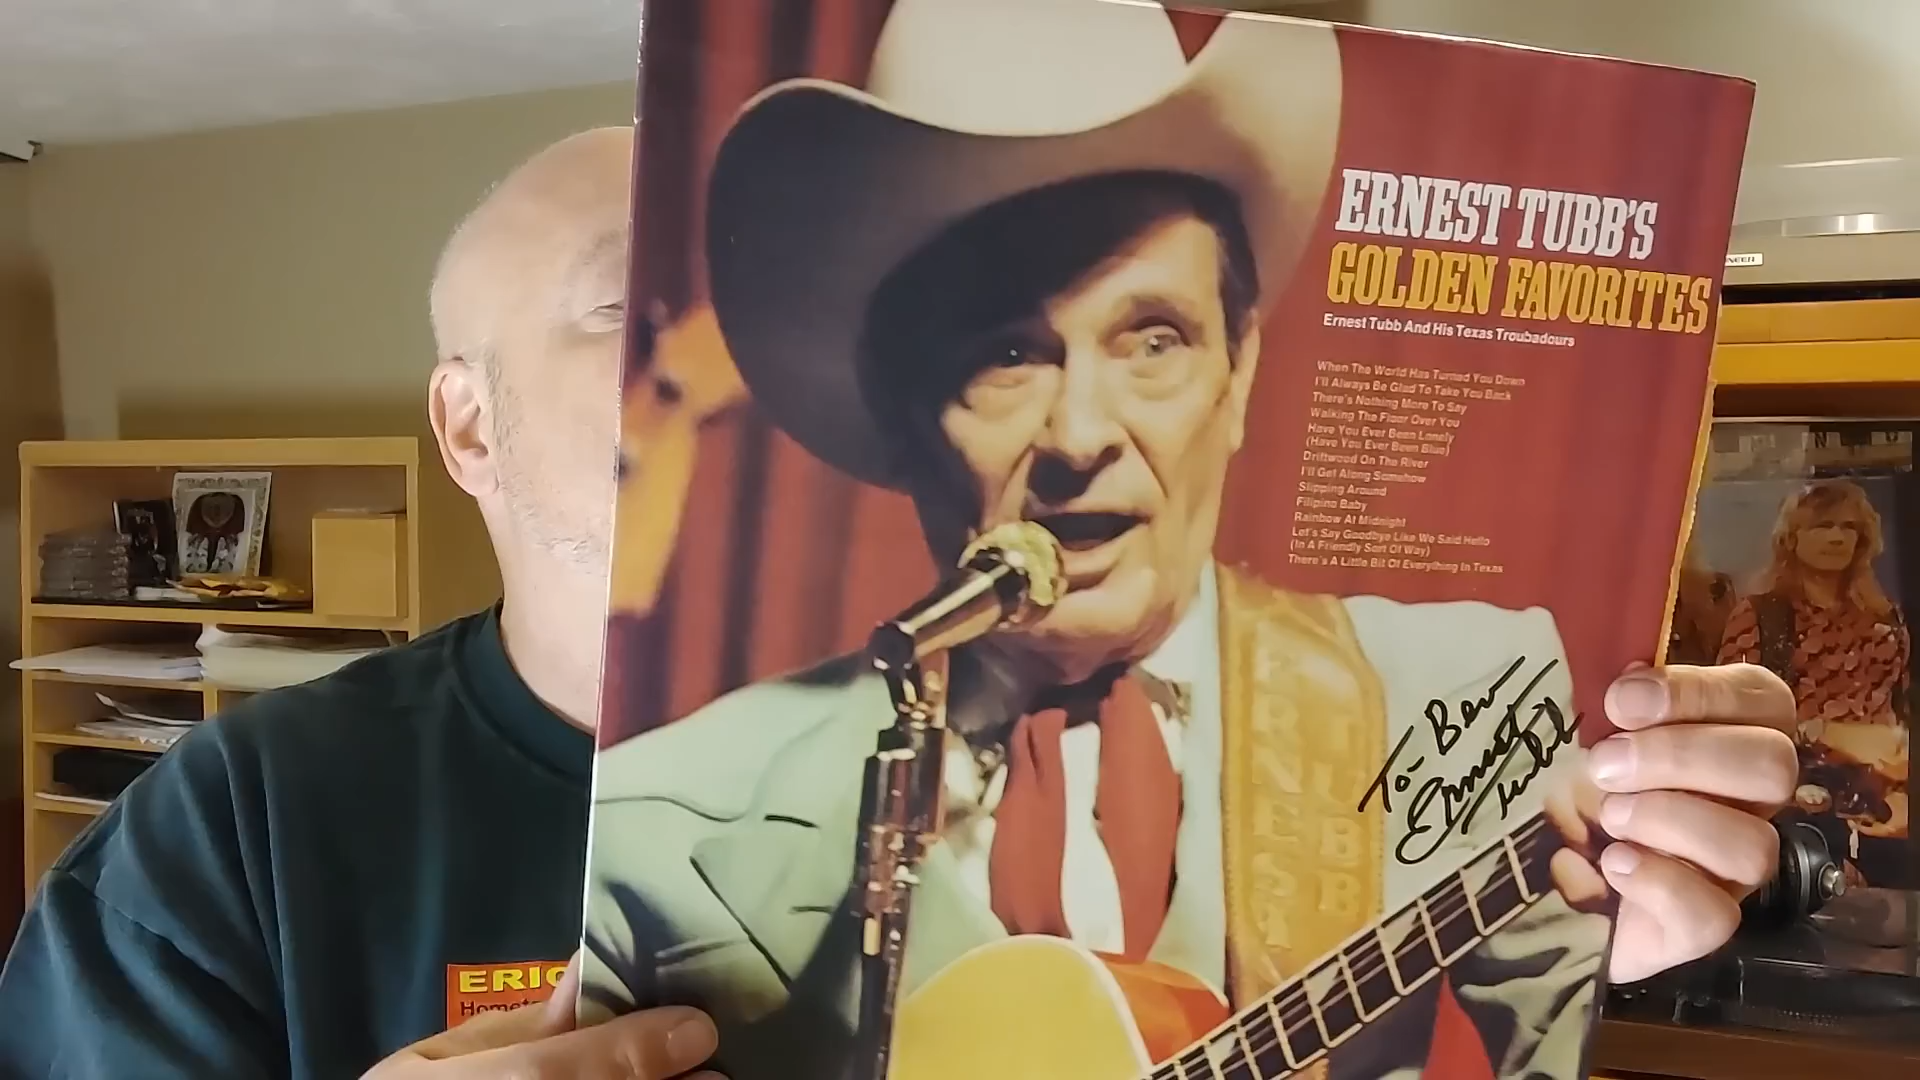 ERNEST TUBB'S
GOLDEN FAVORITES
Ernest Tubb And His Texas Troubadours
When The World Has Turned You Down
I'll Always Be Glad To Take You Back
There's Nothing More To Say
Walking The Floor Over You
Have You Ever Been Lonely
(Have You Ever Been Blue)
Driftwood On The River
I'll Get Along Somehow
Slipping Around
Filipino Baby
Rainbow At Midnight
Let's Say Goodbye Like We Said Hello
(In A Friendly Sort Of Way)
There's A Little Bit Of Everything In Texas
To- Ben
Ernest
Tubb
ERNEST
TUBB
ERIC